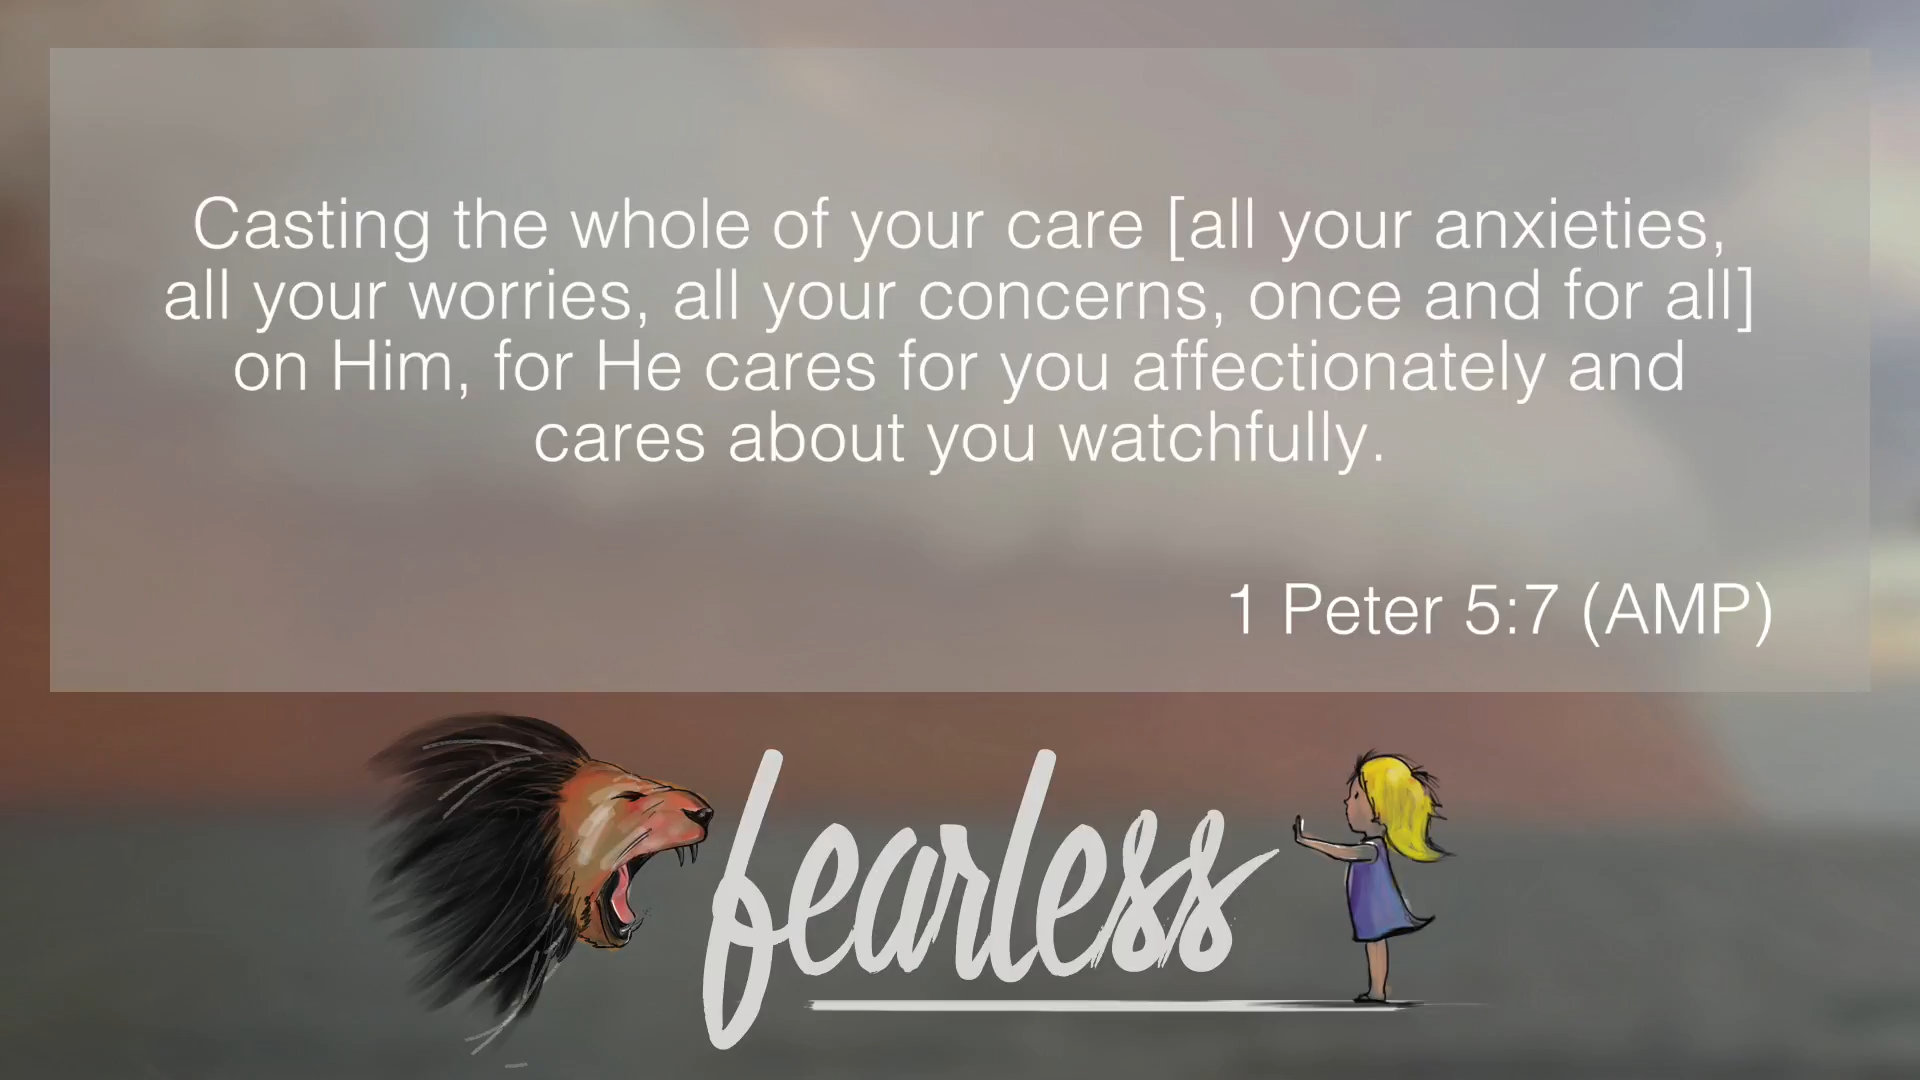 Casting the whole of your care [all your anxieties,
all your worries, all your concerns, once and for all]
on Him, for He cares for you affectionately and
cares about you watchfully.
1 Peter 5:7 (AMP)
fearless